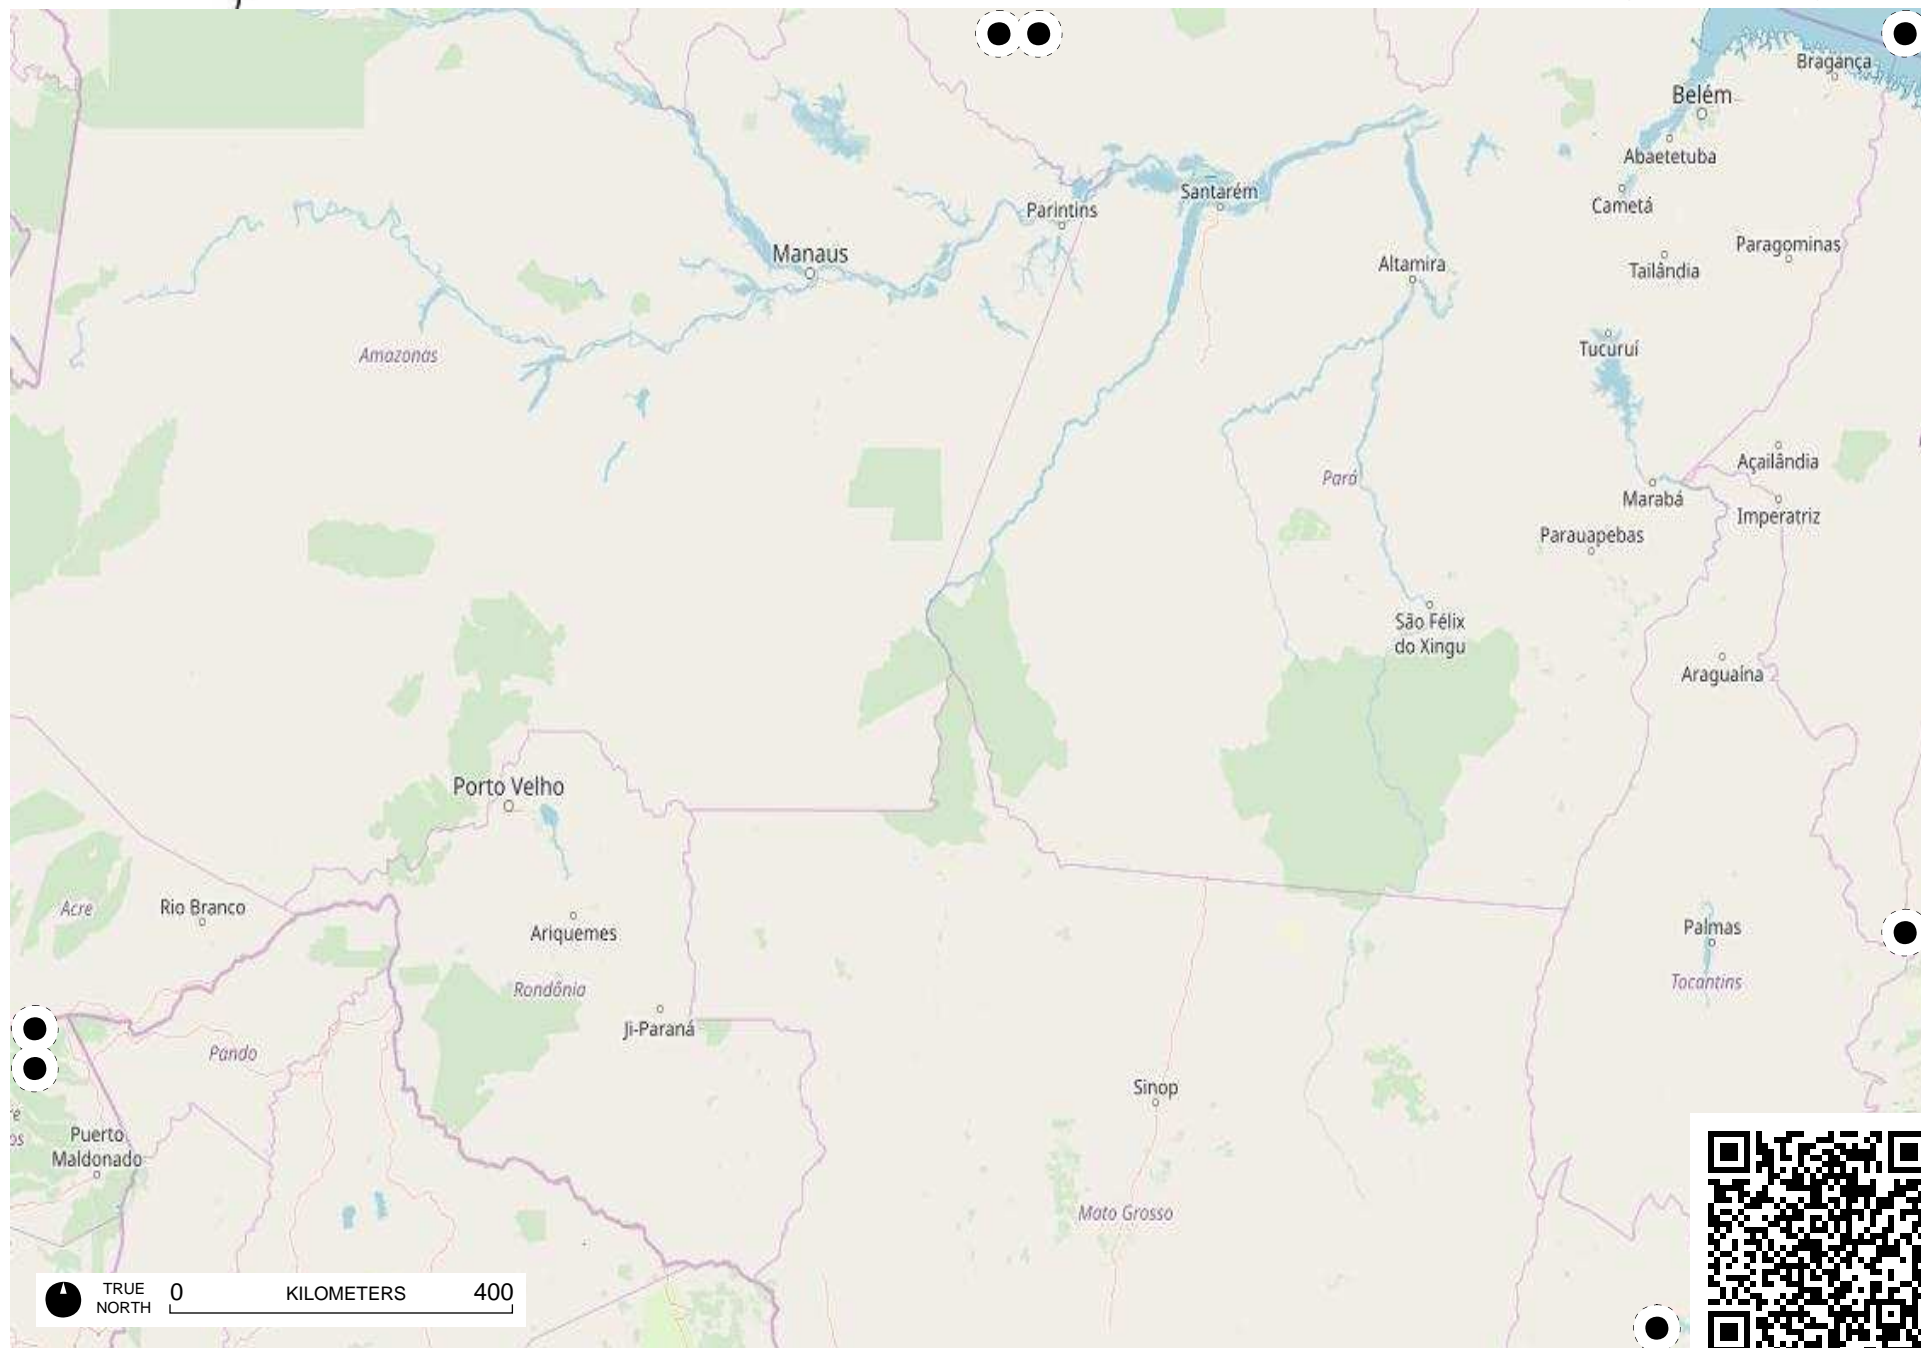 Bragança
Belém
Abaetetuba
Santarém
Cametá
Parintins
Paragominas
Manaus
Altamira
Tailândia
Tucuruí
Amazonas
Açailândia
Pará
Marabá
Imperatriz
Parauapebas
São Félix
do Xingu
Araguaína
Porto Velho
Acre
Rio Branco
Ariquemes
Palmas
Rondônia
Tocantins
Ji-Paraná
Pando
Sinop
Puerto
Maldonado
Mato Grosso
TRUE
NORTH
0 KILOMETERS 400